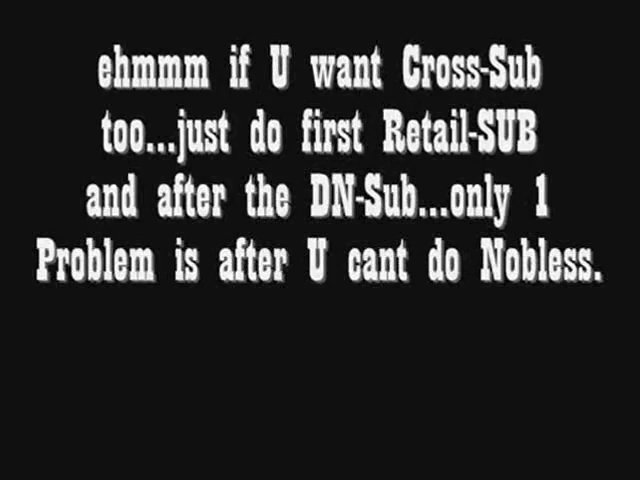 ehmmm if U want Cross-Sub
too...just do first Retail-SUB
and after the DN-Sub...only 1
Problem is after U cant do Nobless.